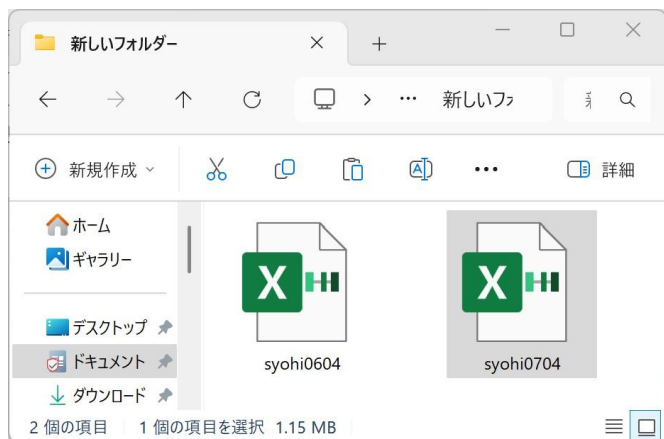 新しいフォルダー
新しいフォ
新規作成
詳細
ホーム
ギャラリー
デスクトップ
ドキュメント
ダウンロード
syohi0604
syohi0704
2 個の項目 1 個の項目を選択 1.15 MB